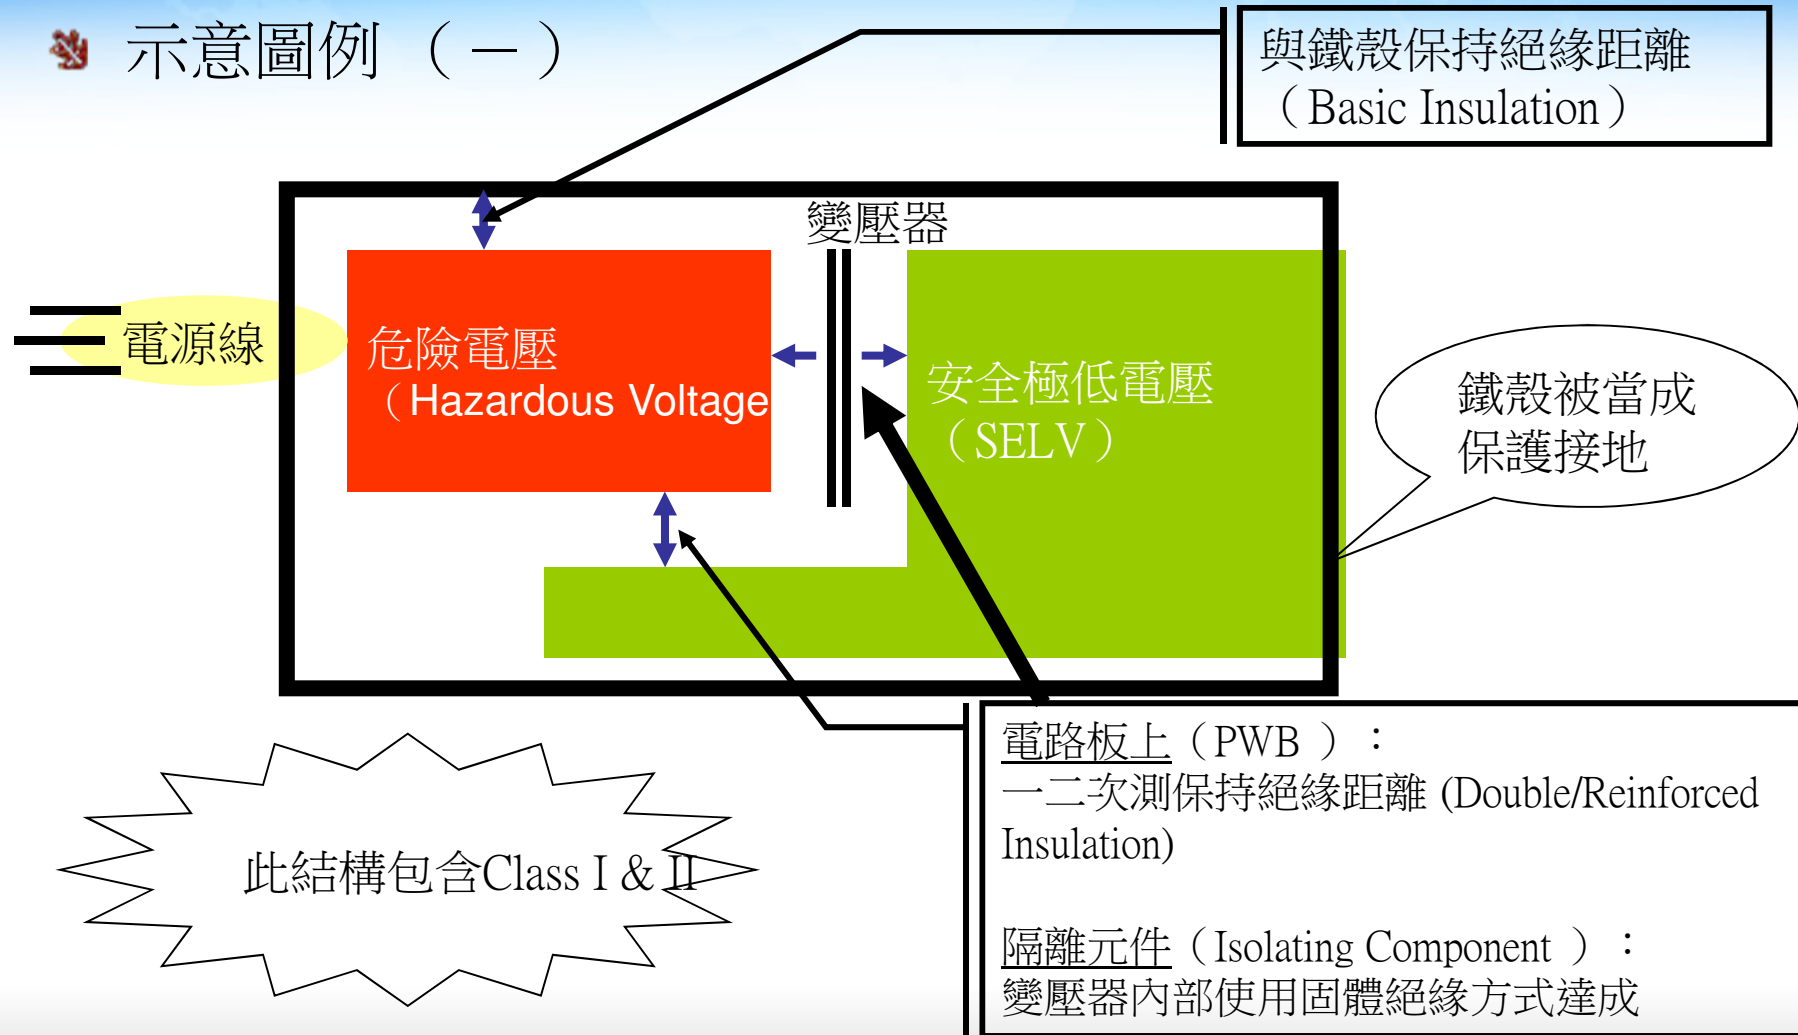 示意圖例 （一）
與鐵殼保持絕緣距離
（Basic Insulation）
變壓器
電源線
危險電壓
（Hazardous Voltage
安全極低電壓
（SELV）
鐵殼被當成
保護接地
此結構包含Class I & II
電路板上（PWB ）：
一二次測保持絕緣距離 (Double/Reinforced
Insulation)
隔離元件（Isolating Component ）：
變壓器內部使用固體絕緣方式達成